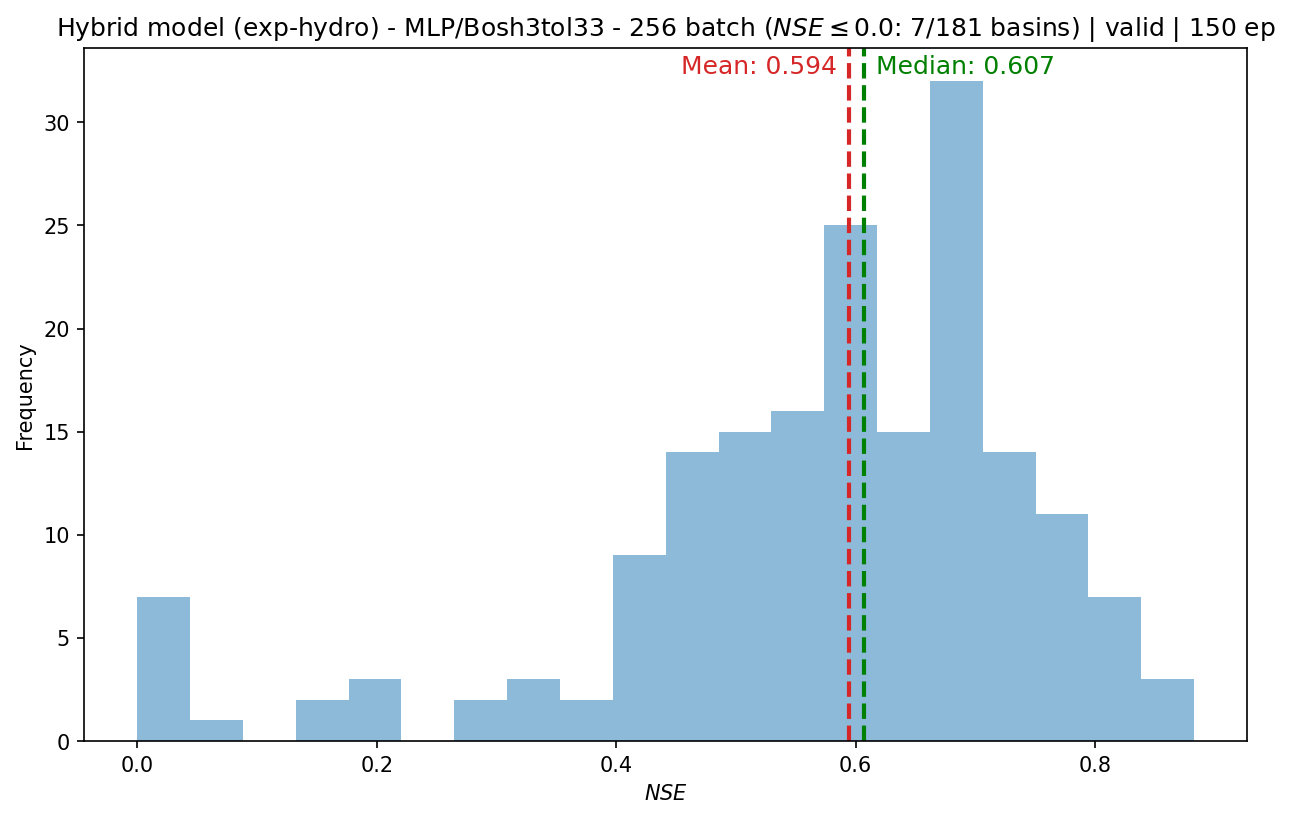 Hybrid model (exp-hydro) - MLP/Bosh3tol33 - 256 batch (NSE ≤ 0.0: 7/181 basins) | valid | 150 ep
Mean: 0.594
Median: 0.607
30
25
20
15
10
5
0
Frequency
0.0
0.2
0.4
0.6
0.8
NSE